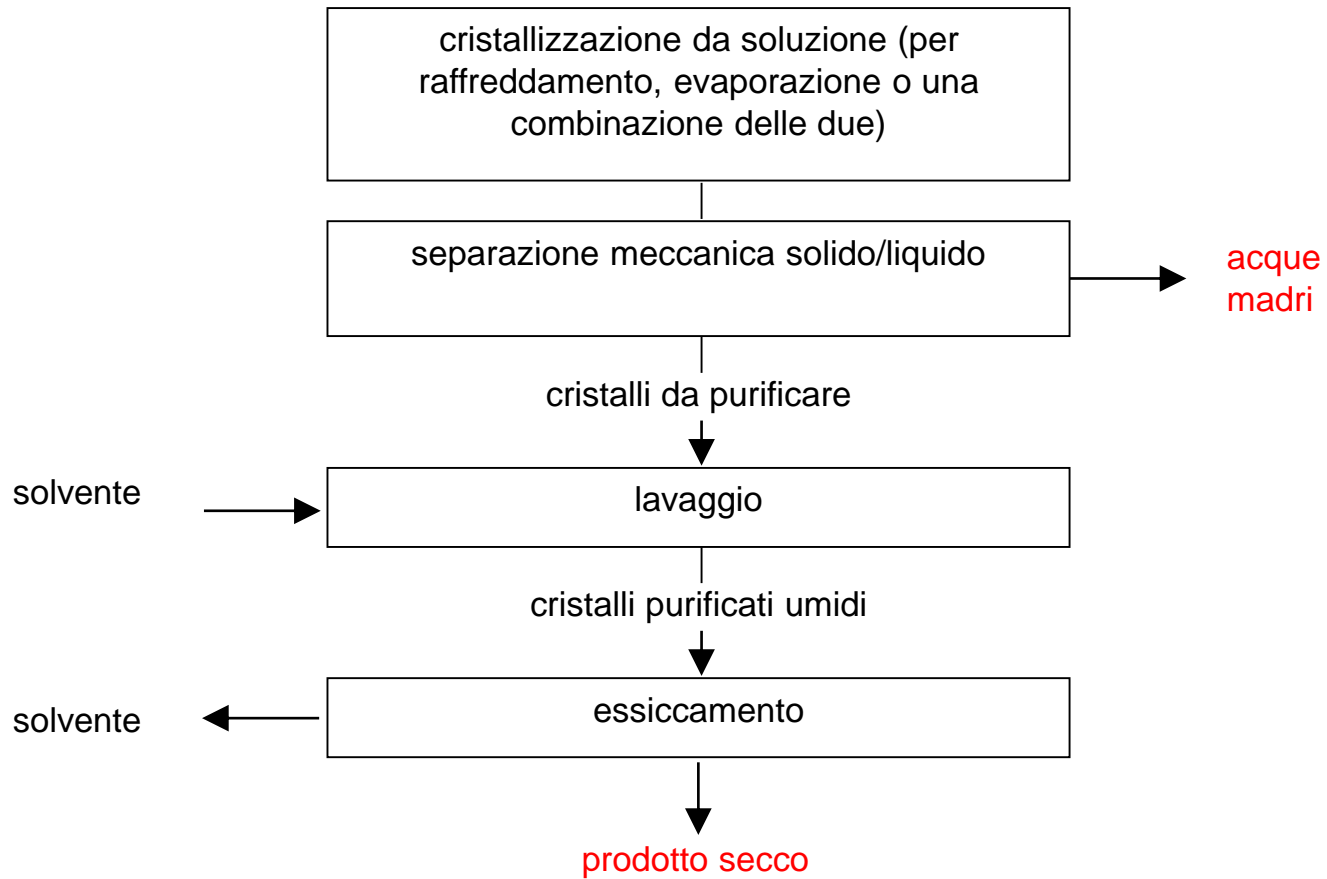 cristallizzazione da soluzione (per
raffreddamento, evaporazione o una
combinazione delle due)
separazione meccanica solido/liquido
acque
madri
cristalli da purificare
solvente
lavaggio
cristalli purificati umidi
solvente
essiccamento
prodotto secco